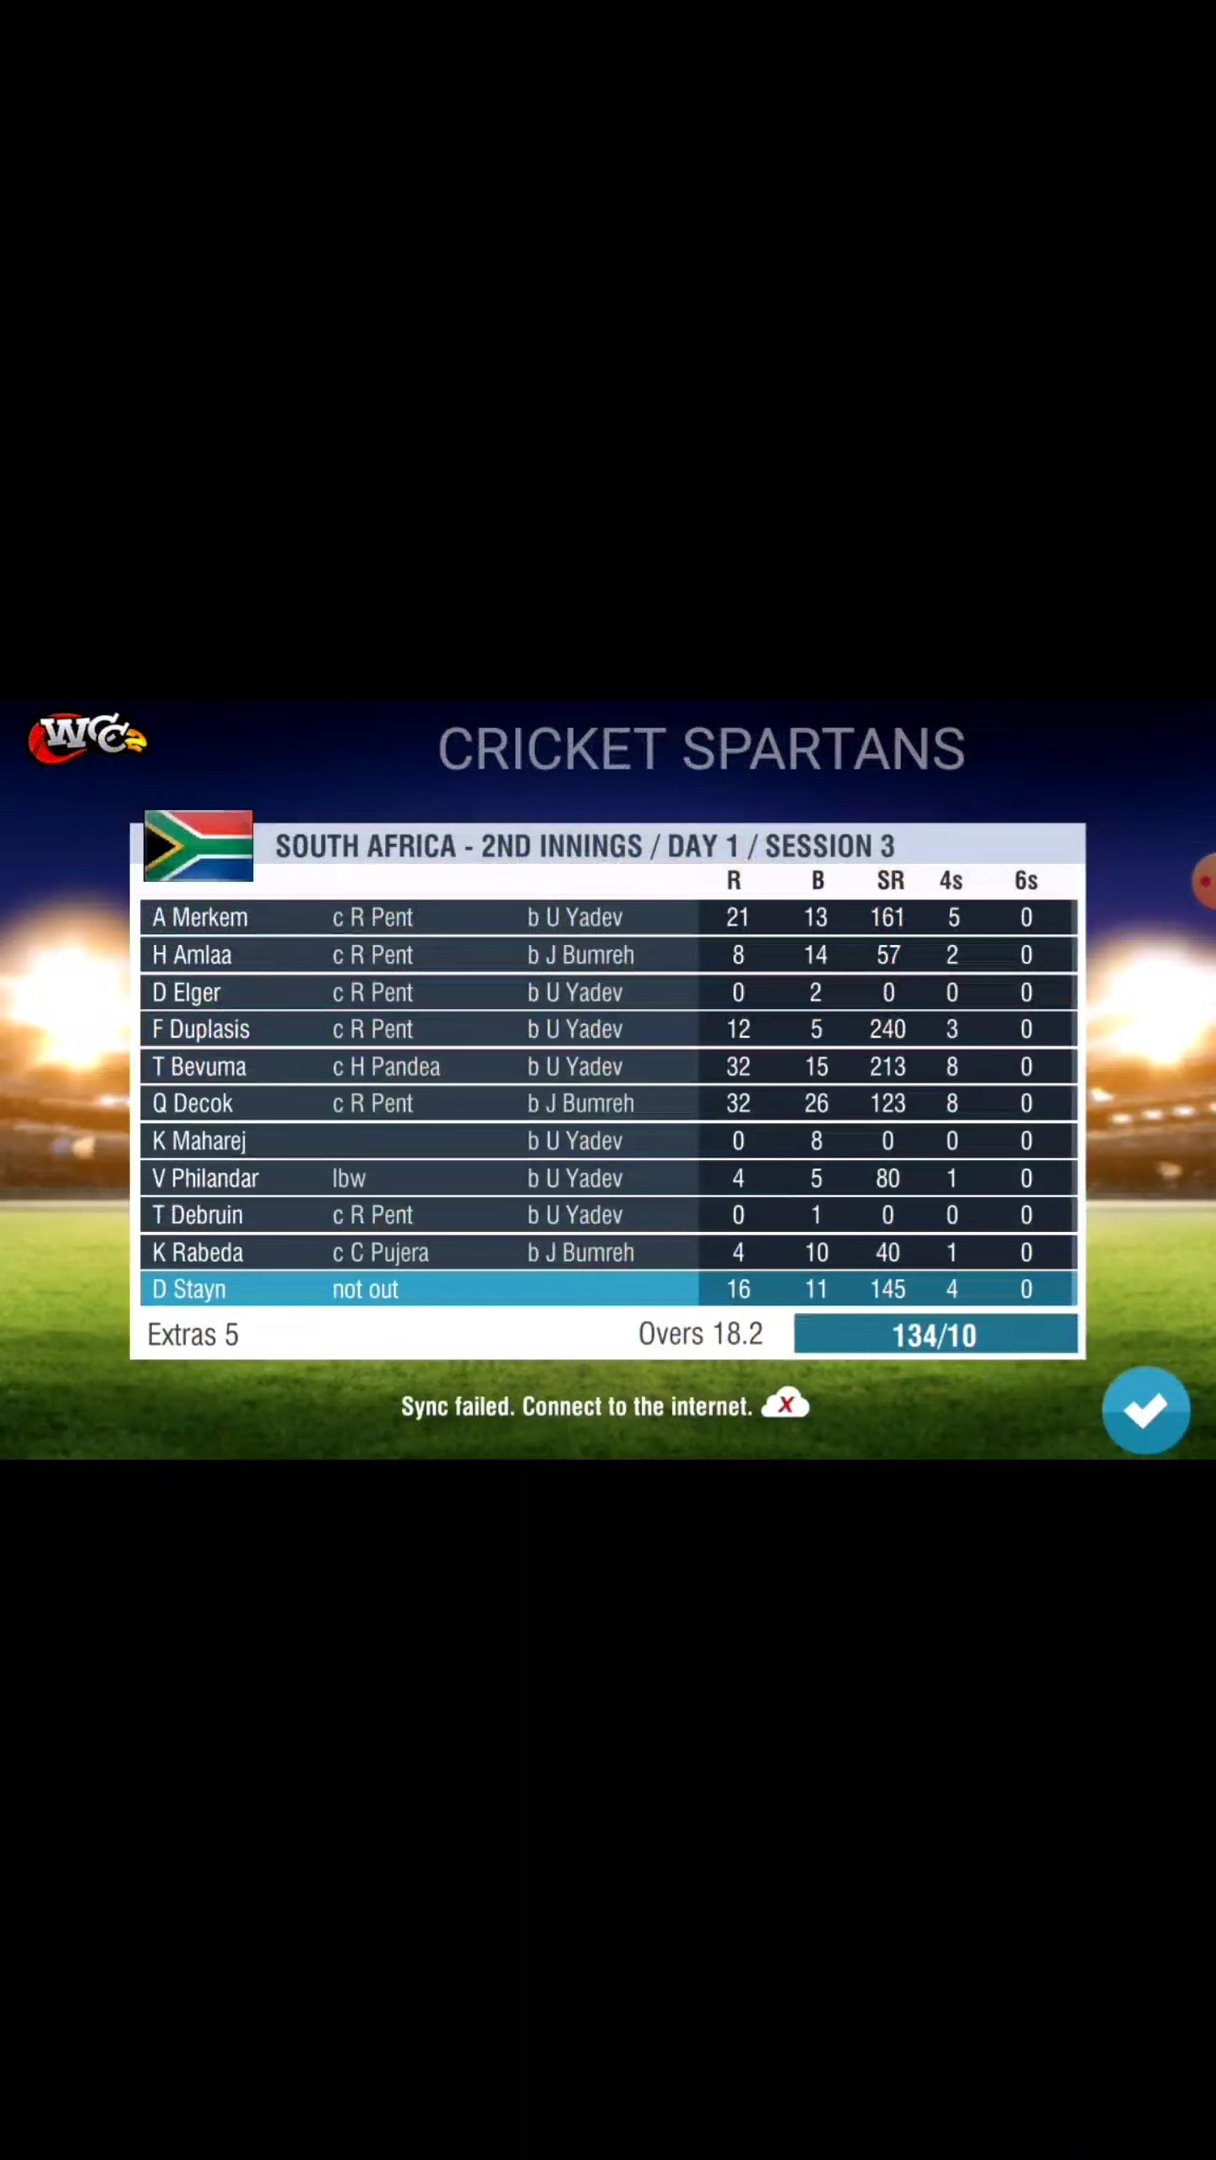 WCC2
CRICKET SPARTANS
SOUTH AFRICA - 2ND INNINGS / DAY 1 / SESSION 3
R B SR 4s 6s
A Merkem c R Pent b U Yadev 21 13 161 5 0
H Amlaa c R Pent b J Bumreh 8 14 57 2 0
D Elger c R Pent b U Yadev 0 2 0 0 0
F Duplasis c R Pent b U Yadev 12 5 240 3 0
T Bevuma c H Pandea b U Yadev 32 15 213 8 0
Q Decok c R Pent b J Bumreh 32 26 123 8 0
K Maharej b U Yadev 0 8 0 0 0
V Philandar lbw b U Yadev 4 5 80 1 0
T Debruin c R Pent b U Yadev 0 1 0 0 0
K Rabeda c C Pujera b J Bumreh 4 10 40 1 0
D Stayn not out 16 11 145 4 0
Extras 5 Overs 18.2 134/10
Sync failed. Connect to the internet. X